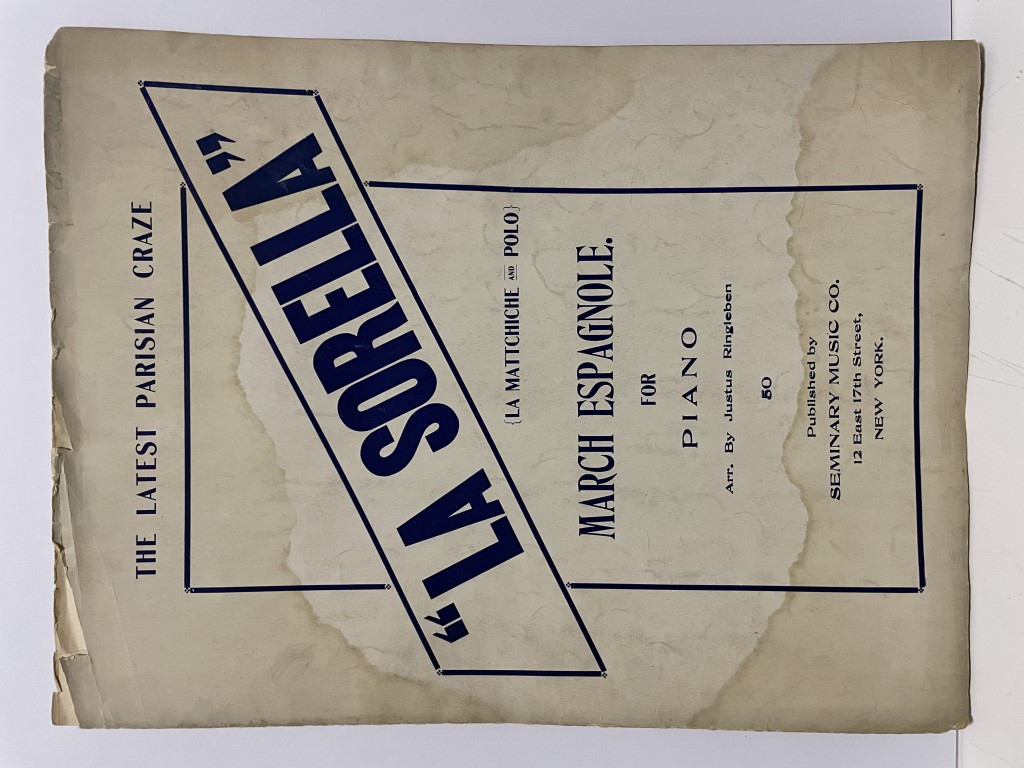 THE LATEST PARISIAN CRAZE
"LA SORELLA"
{LA MATTCHICHE AND POLO}
MARCH ESPAGNOLE.
FOR
PIANO
Arr. By Justus Ringleben
50
Published by
SEMINARY MUSIC CO.
12 East 17th Street,
NEW YORK.